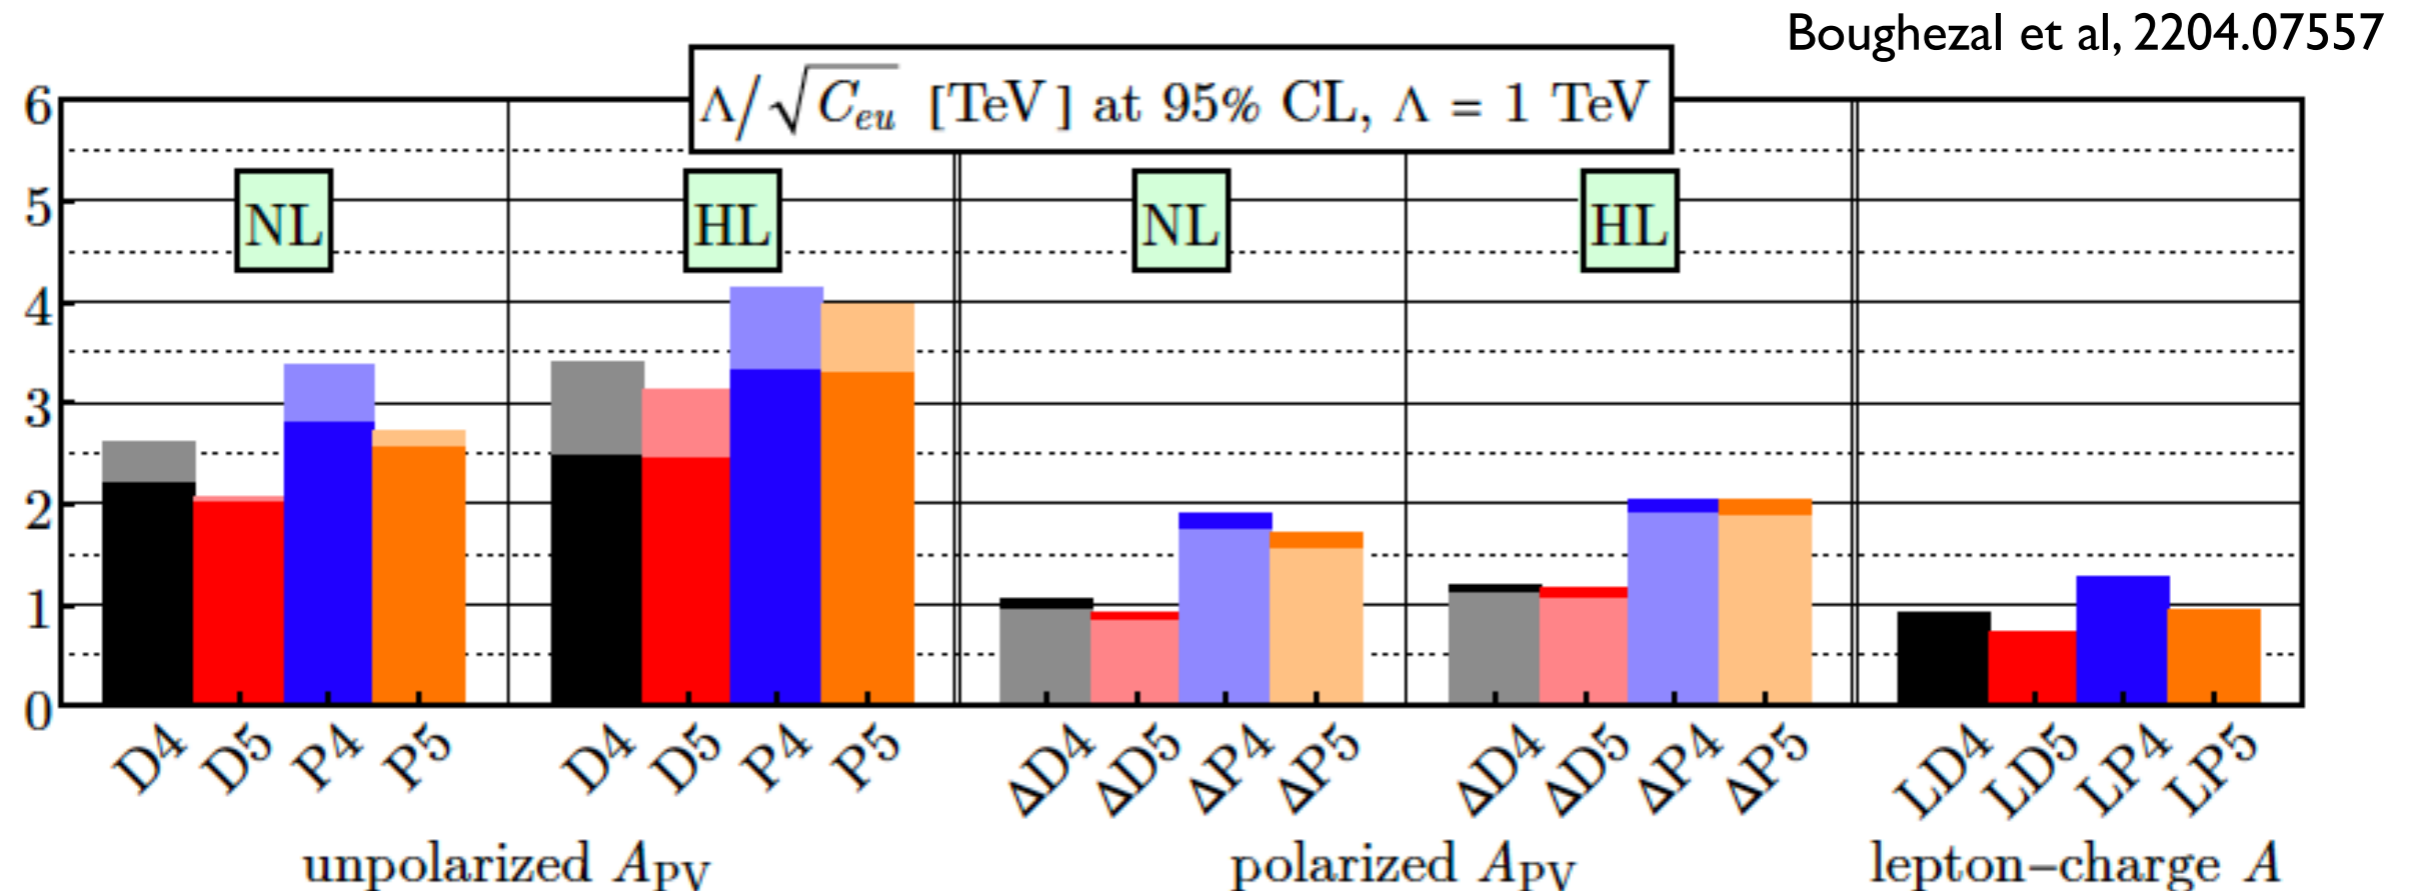 Boughezal et al, 2204.07557
Λ/√C_eu [TeV] at 95% CL, Λ = 1 TeV
6
5
4
3
2
1
0
NL HL NL HL
D4 D5 P4 P5 D4 D5 P4 P5 ΔD4 ΔD5 ΔP4 ΔP5 ΔD4 ΔD5 ΔP4 ΔP5 LD4 LD5 LP4 LP5
unpolarized A_PV polarized A_PV lepton–charge A